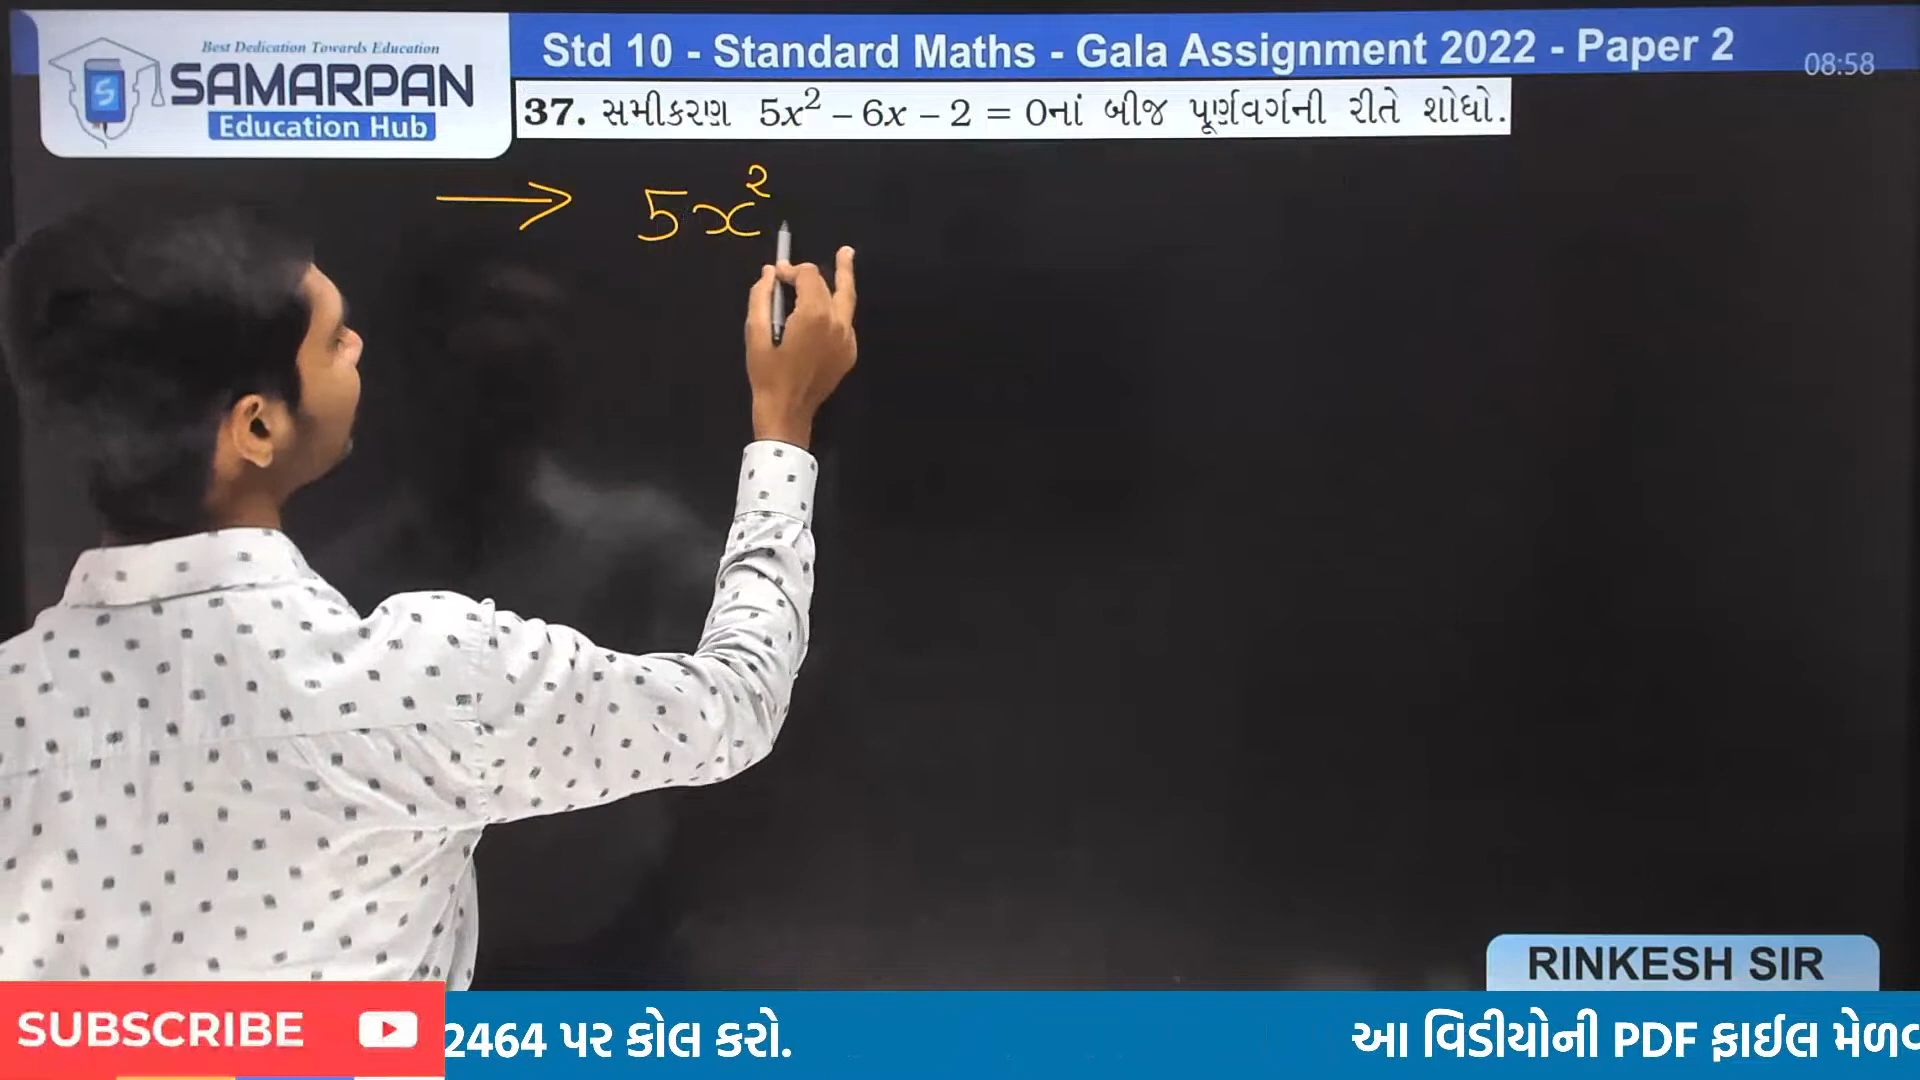 Best Dedication Towards Education
SAMARPAN
Education Hub
Std 10 - Standard Maths - Gala Assignment 2022 - Paper 2
08:58
37. સમીકરણ 5x² – 6x – 2 = 0નાં બીજ પૂર્ણવર્ગની રીતે શોધો.
→ 5x²
RINKESH SIR
SUBSCRIBE
2464 પર કોલ કરો.
આ વિડીયોની PDF ફાઈલ મેળવ